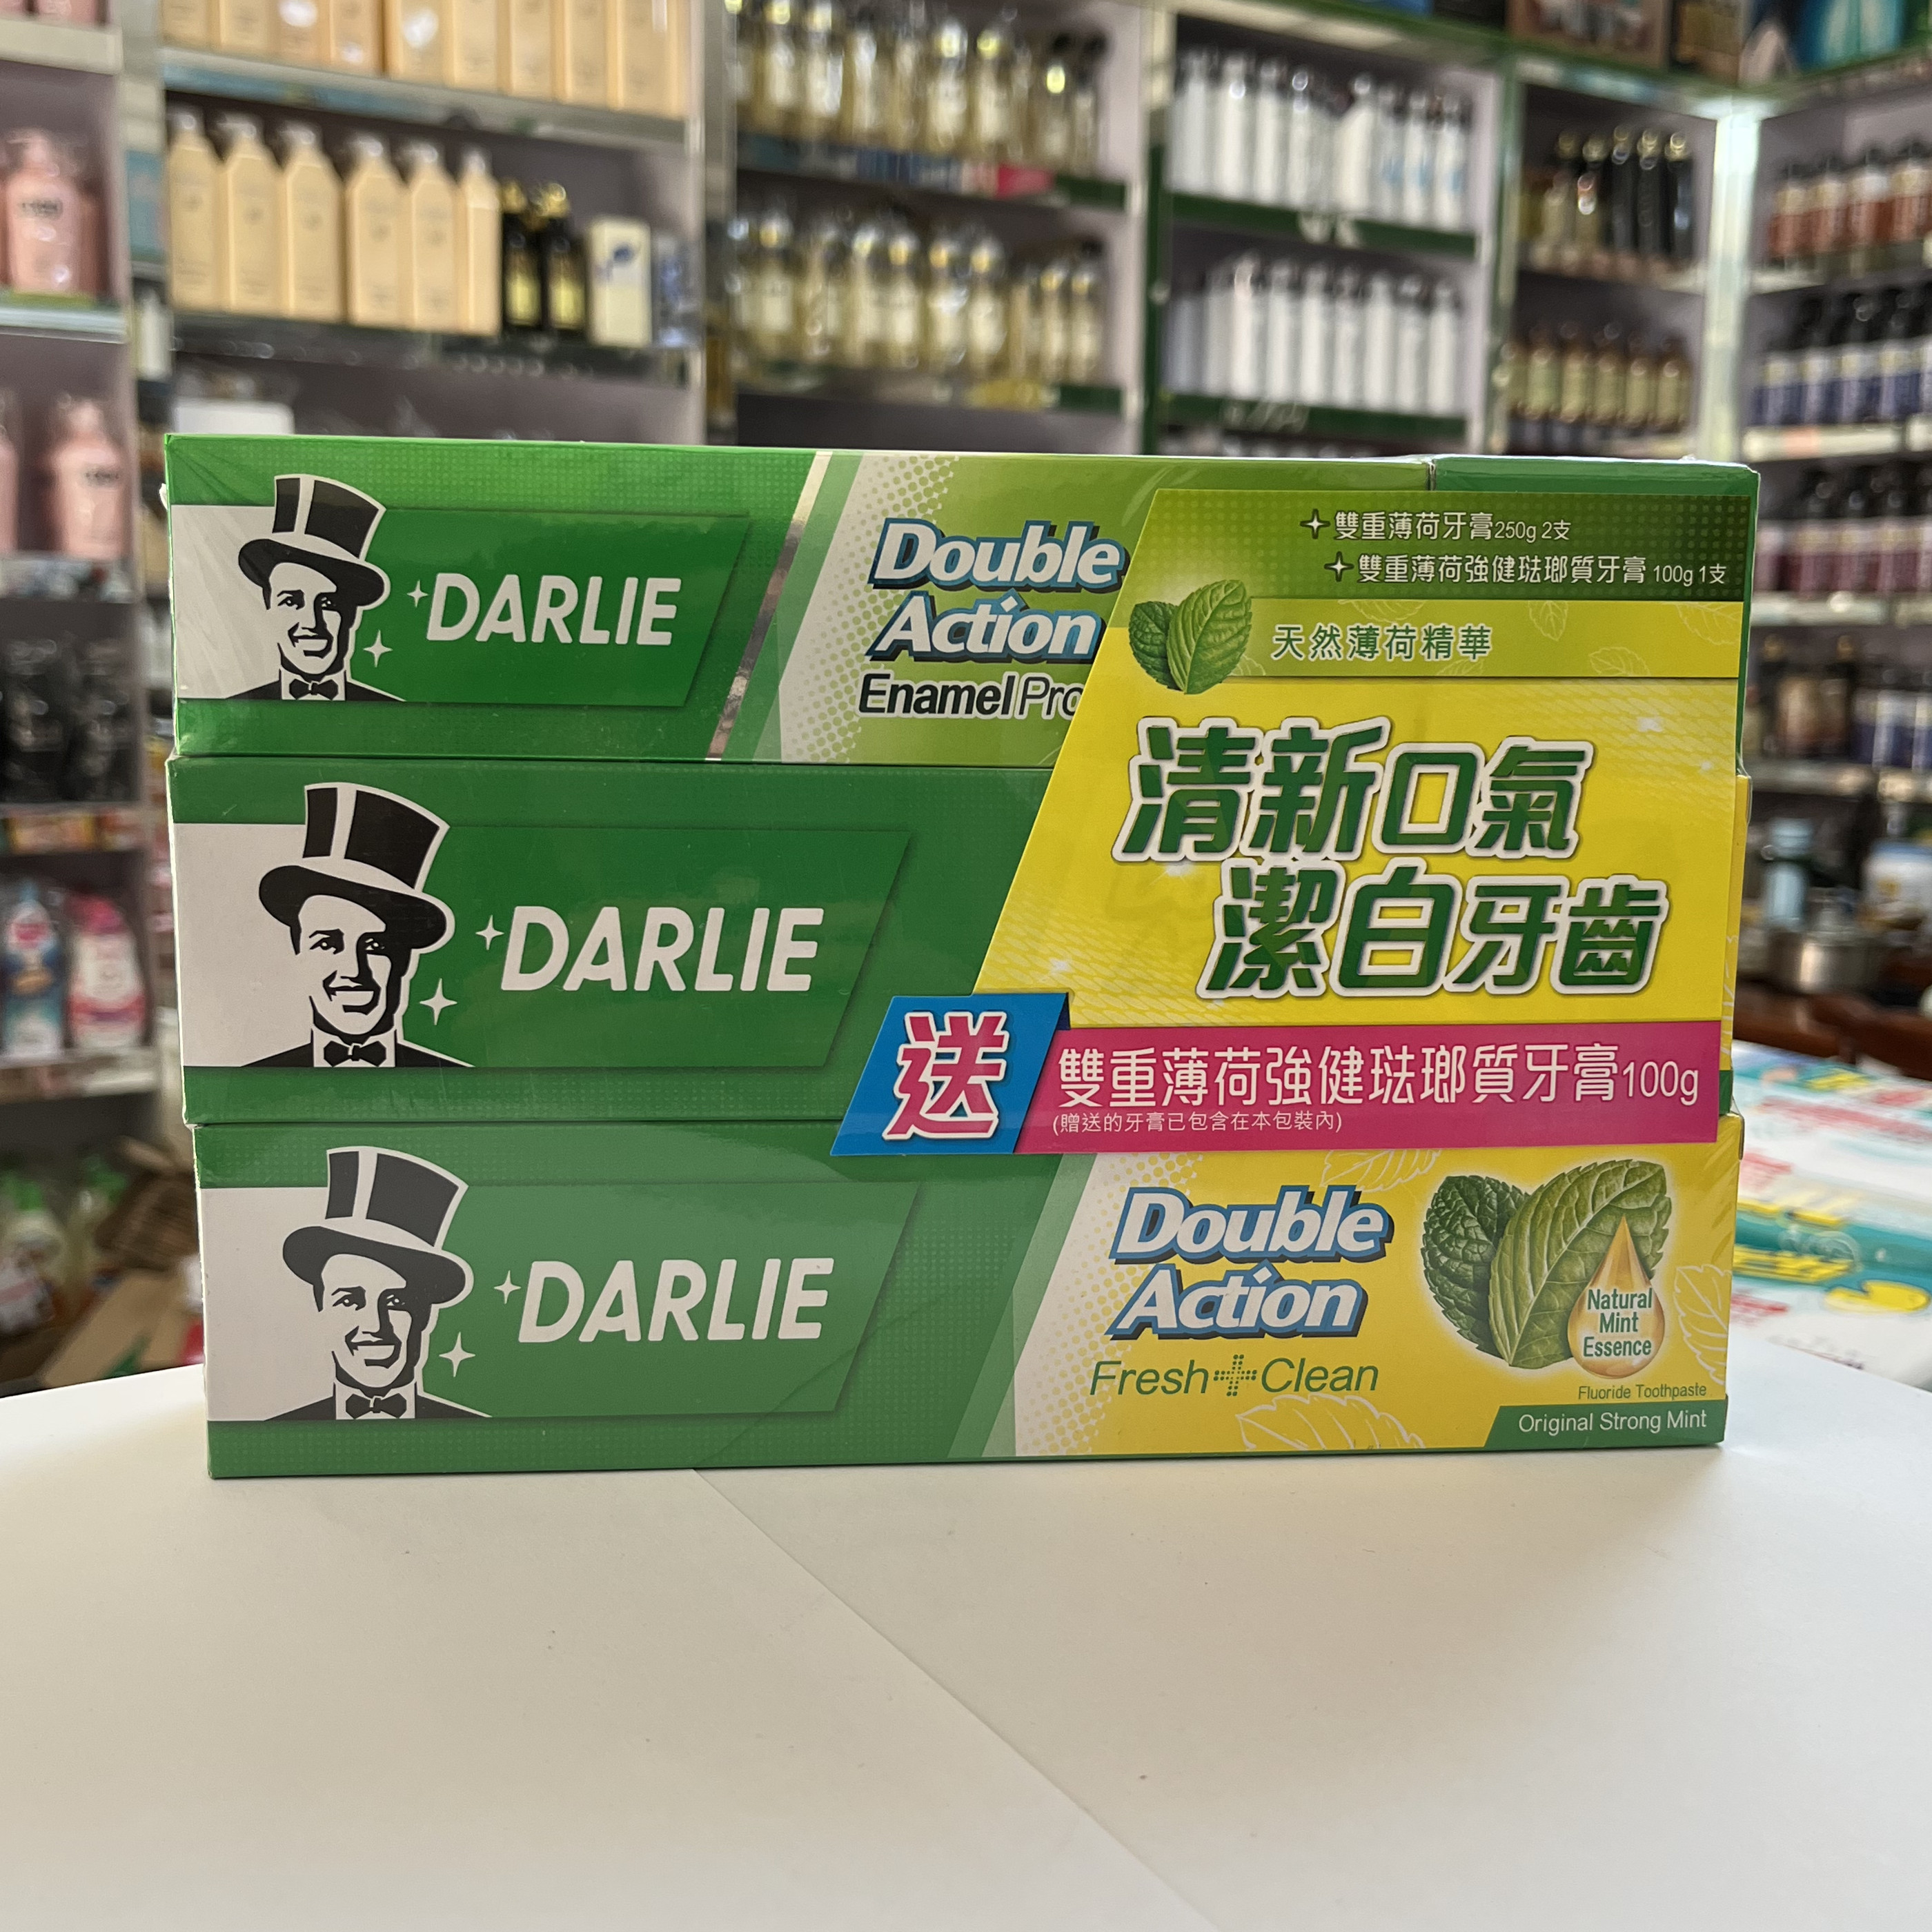 DARLIE
Double
Action
Enamel Pro
雙重薄荷牙膏250g 2支
雙重薄荷強健琺瑯質牙膏 100g 1支
天然薄荷精華
清新口氣
潔白牙齒
DARLIE
送
雙重薄荷強健琺瑯質牙膏100g
(贈送的牙膏已包含在本包裝內)
DARLIE
Double
Action
Fresh+Clean
Natural
Mint
Essence
Fluoride Toothpaste
Original Strong Mint